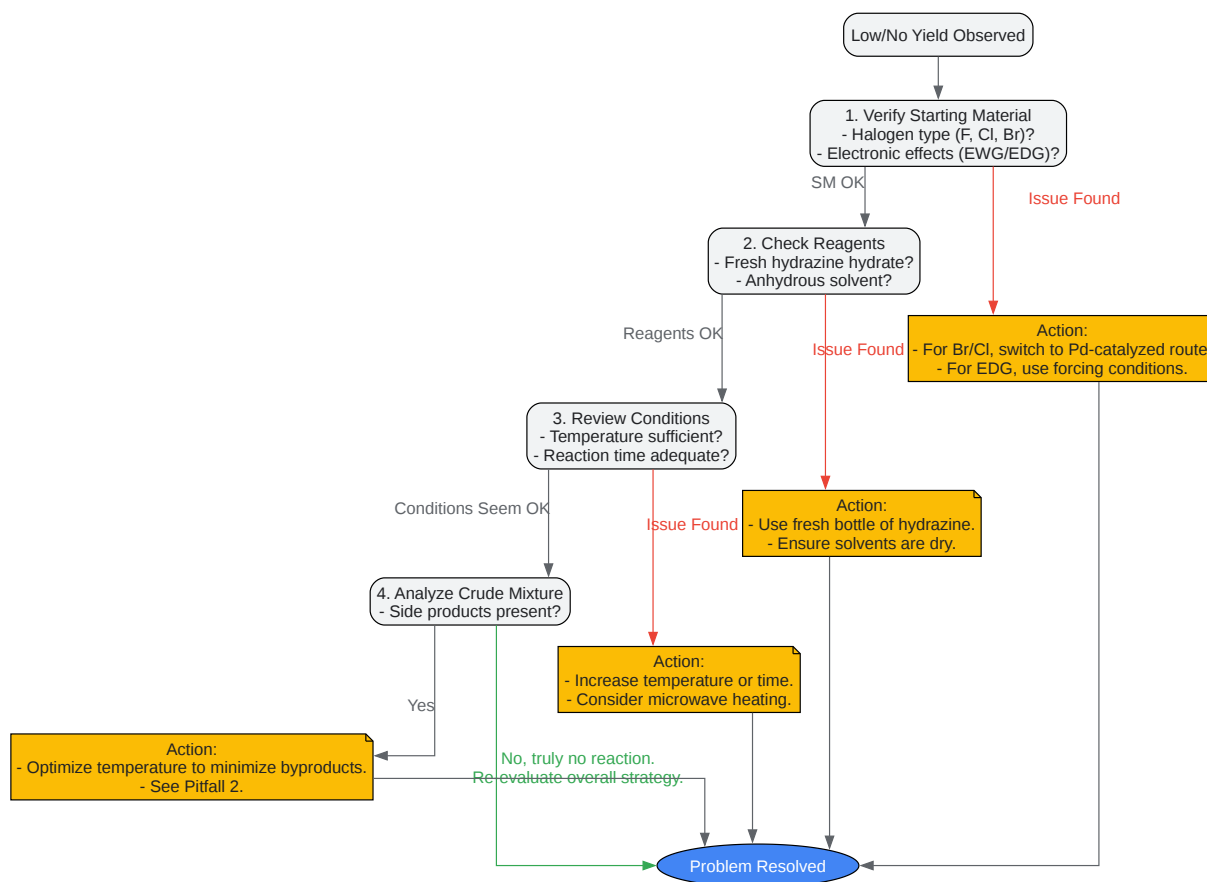 Low/No Yield Observed
1. Verify Starting Material
- Halogen type (F, Cl, Br)?
- Electronic effects (EWG/EDG)?
SM OK
Issue Found
2. Check Reagents
- Fresh hydrazine hydrate?
- Anhydrous solvent?
Reagents OK
Issue Found
Action:
- For Br/Cl, switch to Pd-catalyzed route
- For EDG, use forcing conditions.
3. Review Conditions
- Temperature sufficient?
- Reaction time adequate?
Conditions Seem OK
Issue Found
Action:
- Use fresh bottle of hydrazine.
- Ensure solvents are dry.
4. Analyze Crude Mixture
- Side products present?
Yes
Action:
- Increase temperature or time.
- Consider microwave heating.
Action:
- Optimize temperature to minimize byproducts.
- See Pitfall 2.
No, truly no reaction.
Re-evaluate overall strategy.
Problem Resolved